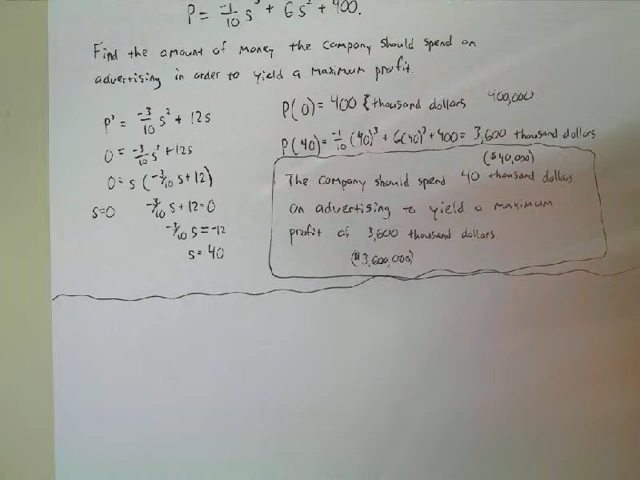 P = -1/10 s³ + 6s² + 400.
Find the amount of money the company should spend on
advertising in order to yield a maximum profit.
P' = -3/10 s² + 12s
0 = -3/10 s² + 12s
0 = s(-3/10 s + 12)
s=0 -3/10 s + 12 = 0
-3/10 s = -12
s = 40
P(0) = 400 thousand dollars 400,000
P(40) = -1/10 (40)³ + 6(40)² + 400 = 3,600 thousand dollars
($40,000)
The company should spend 40 thousand dollars
on advertising to yield a maximum
profit of 3,600 thousand dollars.
($3,600,000)